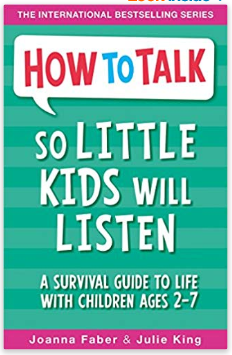 THE INTERNATIONAL BESTSELLING SERIES
HOW TO TALK
SO LITTLE
KIDS WILL
LISTEN
A SURVIVAL GUIDE TO LIFE
WITH CHILDREN AGES 2–7
Joanna Faber & Julie King